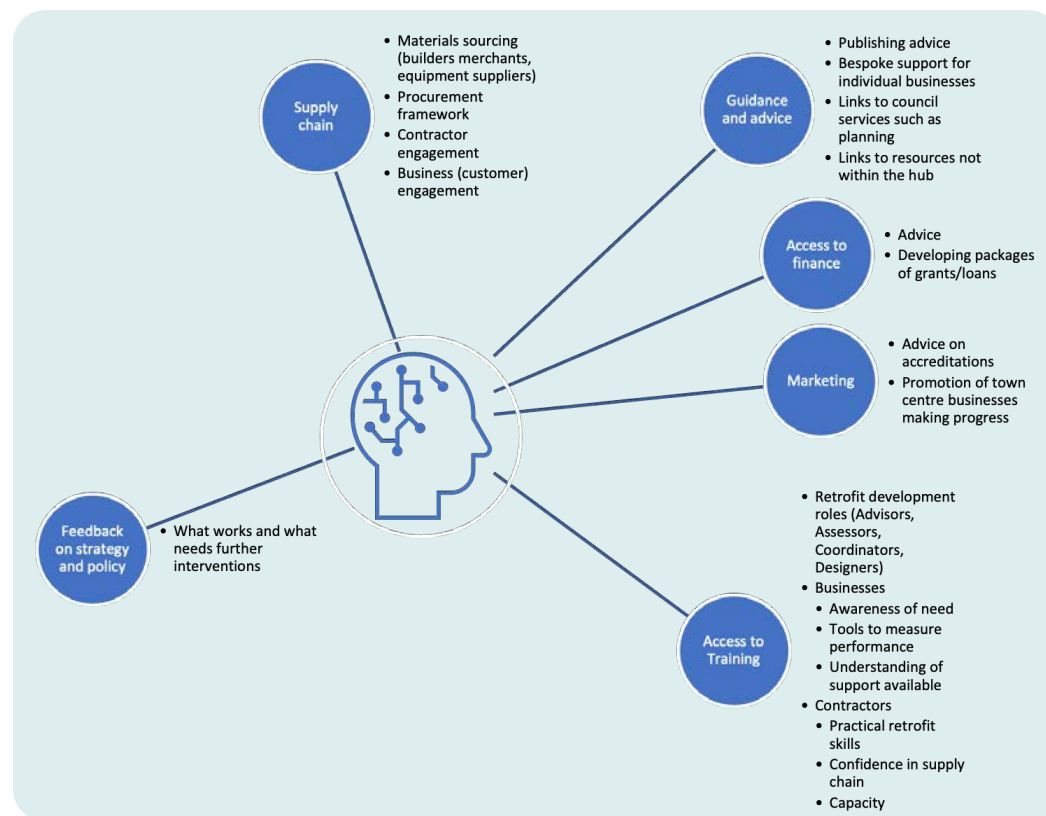 Supply
chain
• Materials sourcing
(builders merchants,
equipment suppliers)
• Procurement
framework
• Contractor
engagement
• Business (customer)
engagement
Guidance
and advice
• Publishing advice
• Bespoke support for
individual businesses
• Links to council
services such as
planning
• Links to resources not
within the hub
Access to
finance
• Advice
• Developing packages
of grants/loans
Marketing
• Advice on
accreditations
• Promotion of town
centre businesses
making progress
Feedback
on strategy
and policy
• What works and what
needs further
interventions
Access to
Training
• Retrofit development
roles (Advisors,
Assessors,
Coordinators,
Designers)
• Businesses
• Awareness of need
• Tools to measure
performance
• Understanding of
support available
• Contractors
• Practical retrofit
skills
• Confidence in supply
chain
• Capacity